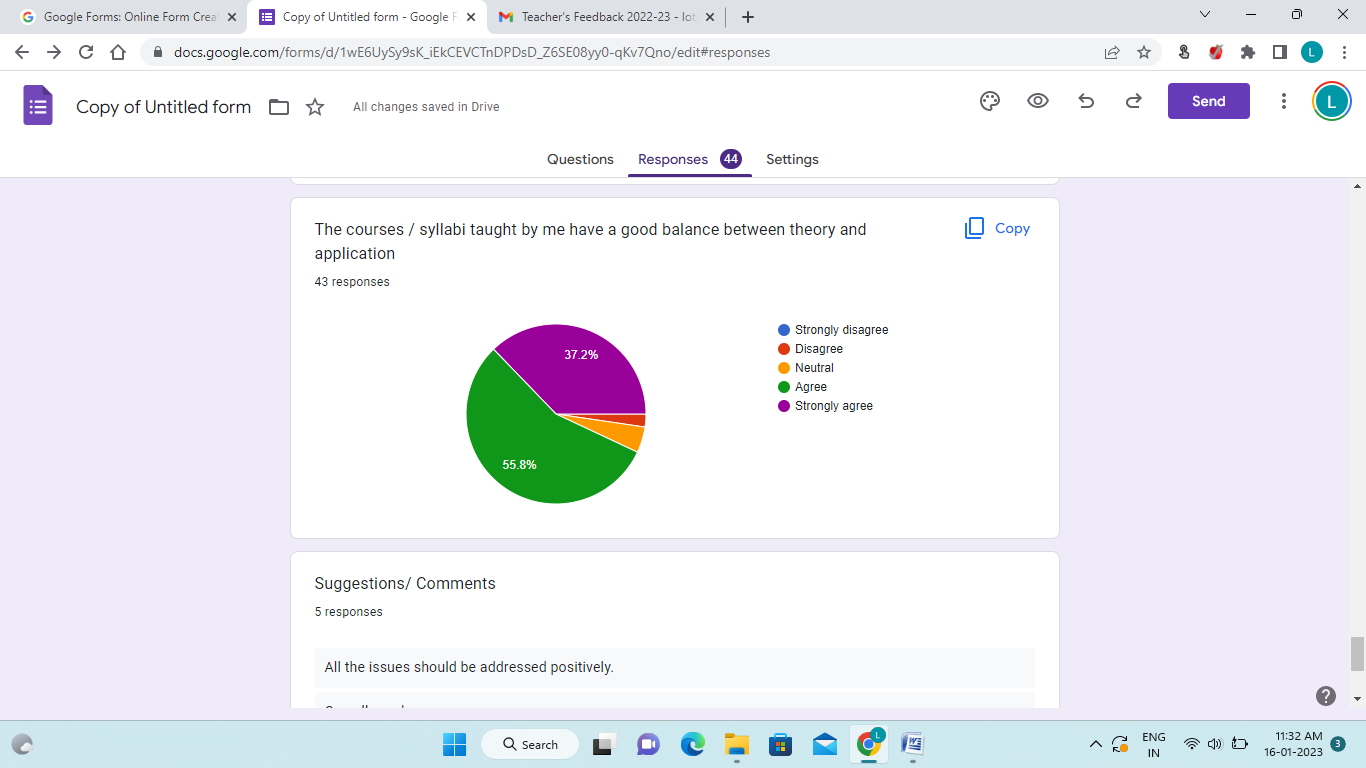 Google Forms: Online Form Crea
Copy of Untitled form - Google F
Teacher's Feedback 2022-23 - lot
docs.google.com/forms/d/1wE6UySy9sK_iEkCEVCTnDPDsD_Z6SE08yy0-qKv7Qno/edit#responses
L
Copy of Untitled form
All changes saved in Drive
Send
L
Questions
Responses 44
Settings
The courses / syllabi taught by me have a good balance between theory and
application
Copy
43 responses
37.2%
55.8%
Strongly disagree
Disagree
Neutral
Agree
Strongly agree
Suggestions/ Comments
5 responses
All the issues should be addressed positively.
Search
L
ENG
IN
11:32 AM
16-01-2023
3